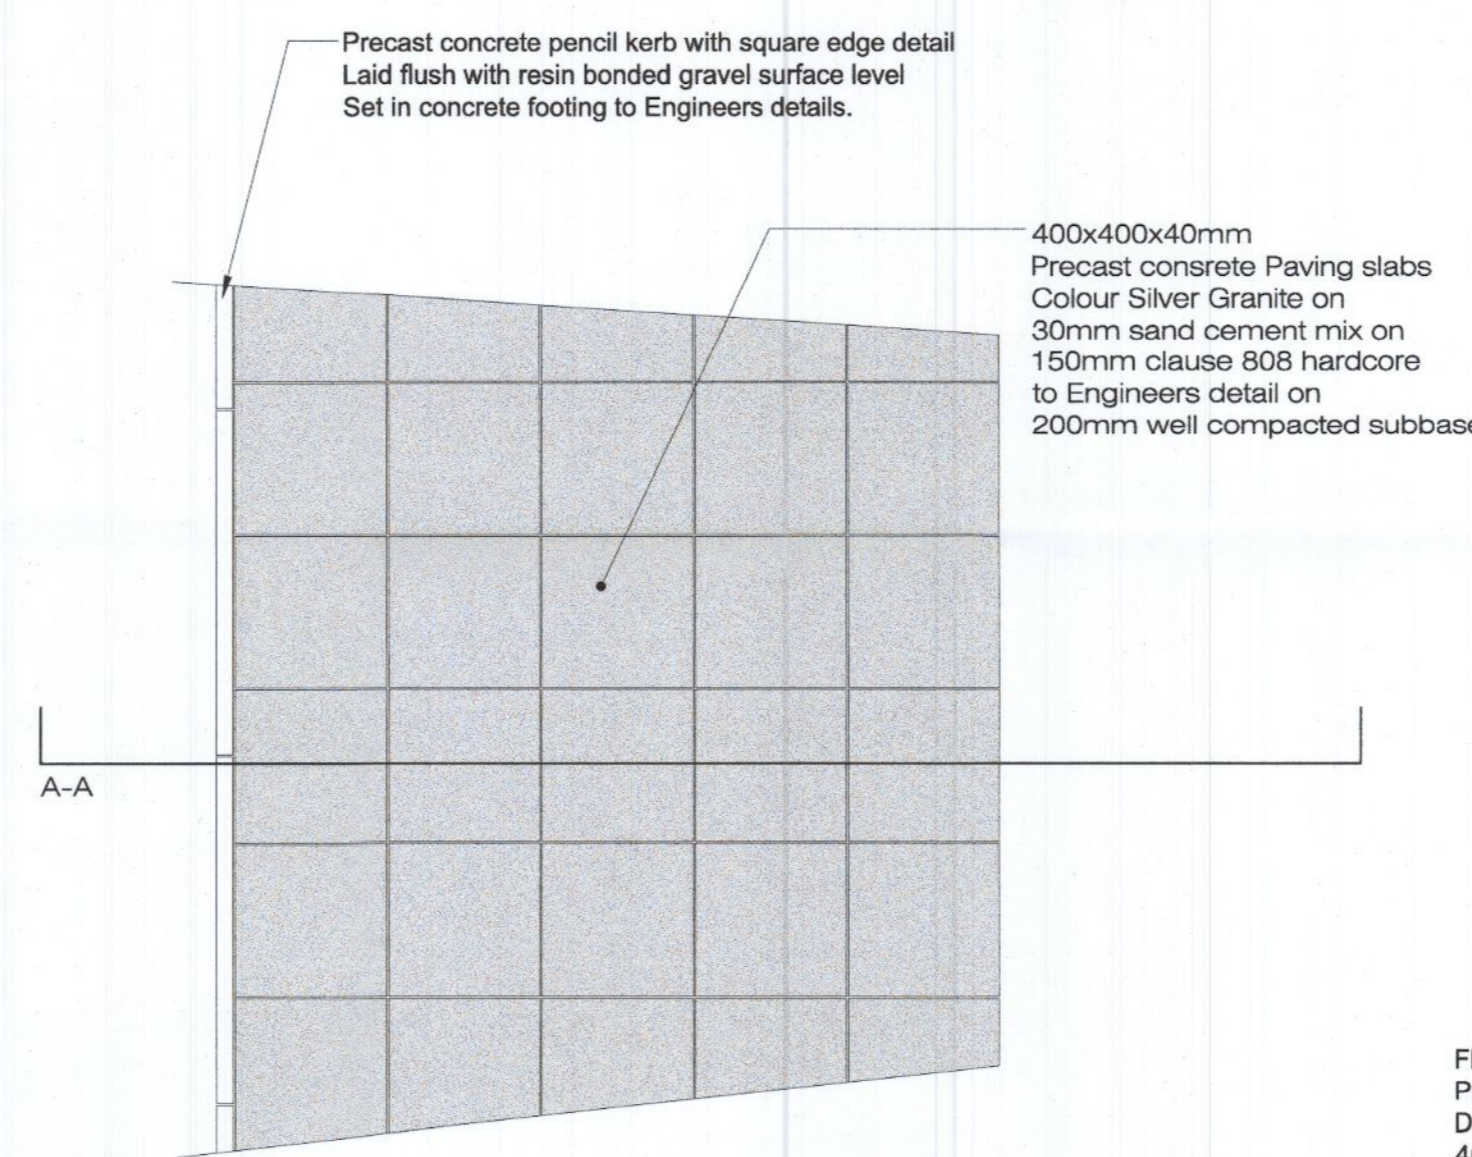 Precast concrete pencil kerb with square edge detail
Laid flush with resin bonded gravel surface level
Set in concrete footing to Engineers details.
400x400x40mm
Precast consrete Paving slabs
Colour Silver Granite on
30mm sand cement mix on
150mm clause 808 hardcore
to Engineers detail on
200mm well compacted subbase
A-A